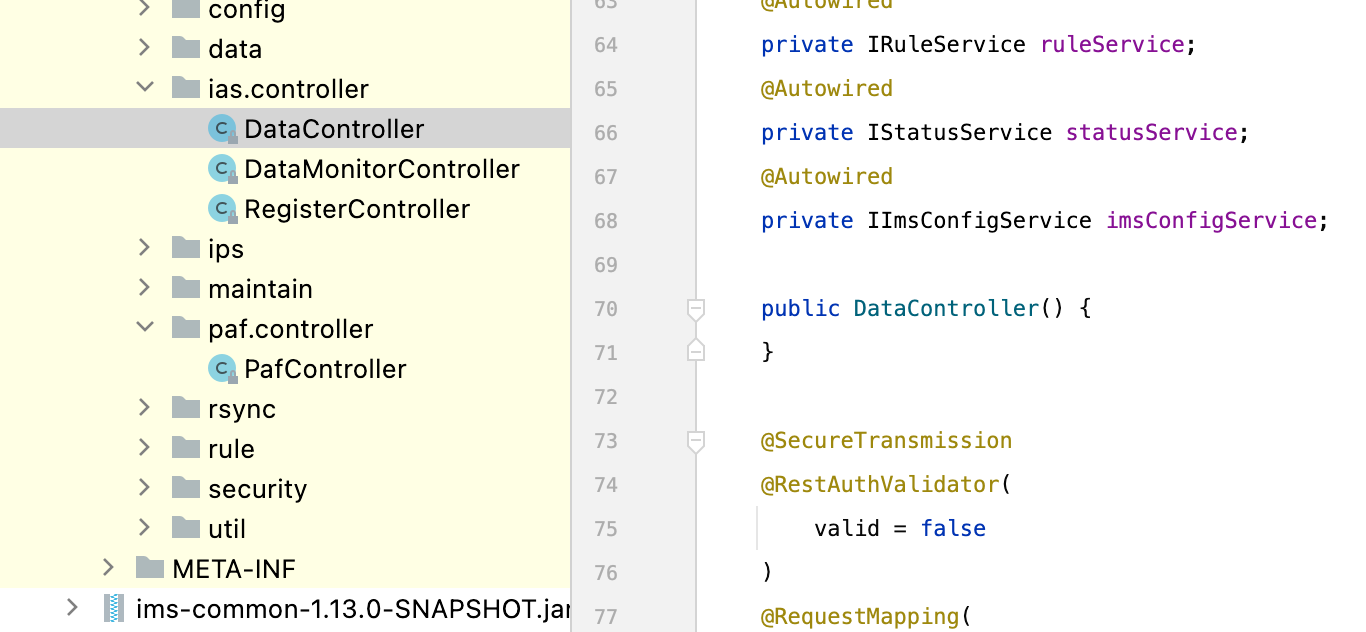 config
data
ias.controller
DataController
DataMonitorController
RegisterController
ips
maintain
paf.controller
PafController
rsync
rule
security
util
META-INF
ims-common-1.13.0-SNAPSHOT.jar
63 @Autowired
64 private IRuleService ruleService;
65 @Autowired
66 private IStatusService statusService;
67 @Autowired
68 private IImsConfigService imsConfigService;
69
70 public DataController() {
71 }
72
73 @SecureTransmission
74 @RestAuthValidator(
75 valid = false
76 )
77 @RequestMapping(